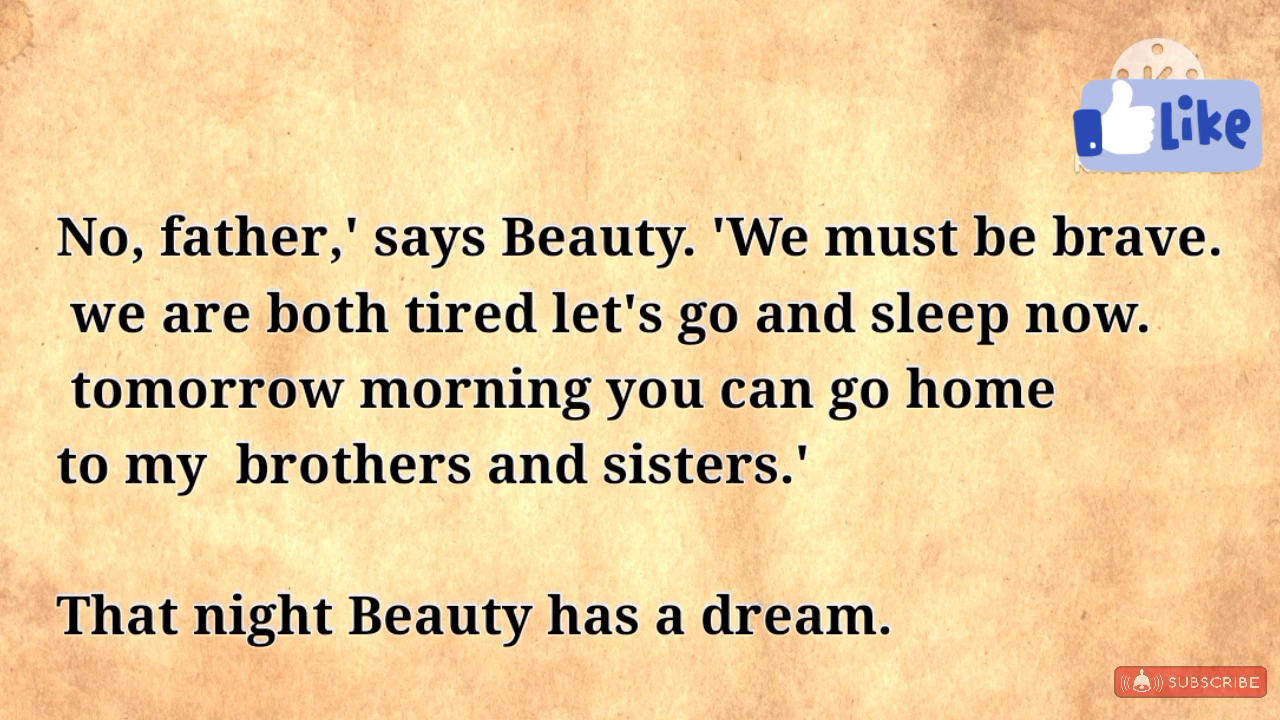 Like
No, father,' says Beauty. 'We must be brave.
we are both tired let's go and sleep now.
tomorrow morning you can go home
to my  brothers and sisters.'
That night Beauty has a dream.
SUBSCRIBE